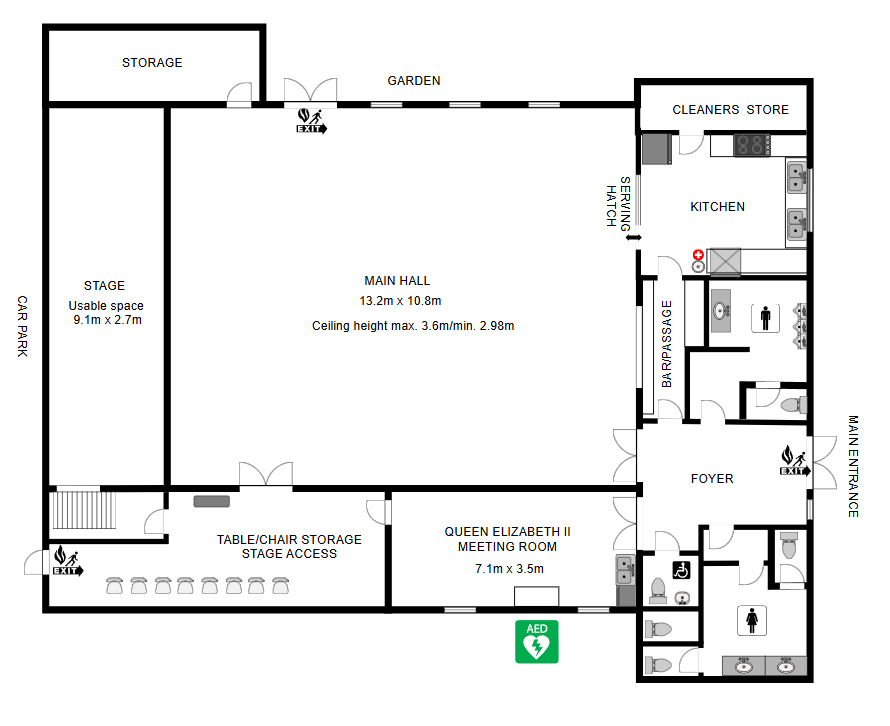 STORAGE
GARDEN
EXIT
CLEANERS STORE
SERVING
HATCH
KITCHEN
STAGE
Usable space
9.1m x 2.7m
MAIN HALL
13.2m x 10.8m
Ceiling height max. 3.6m/min. 2.98m
CAR PARK
BAR/PASSAGE
MAIN ENTRANCE
EXIT
FOYER
TABLE/CHAIR STORAGE
STAGE ACCESS
EXIT
QUEEN ELIZABETH II
MEETING ROOM
7.1m x 3.5m
AED